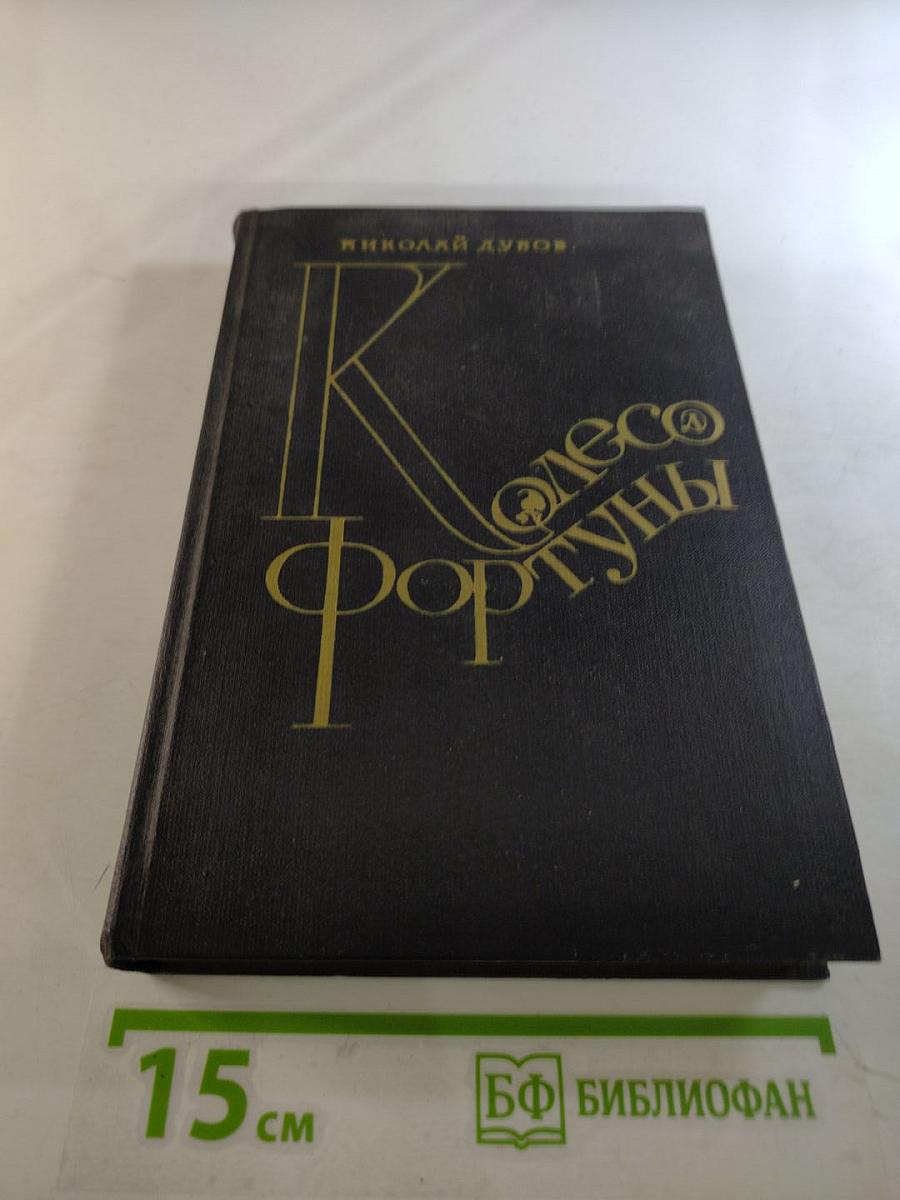 НИКОЛАЙ ДУБОВ
КОЛЕСО
ФОРТУНЫ
15 см
БФ БИБЛИОФАН